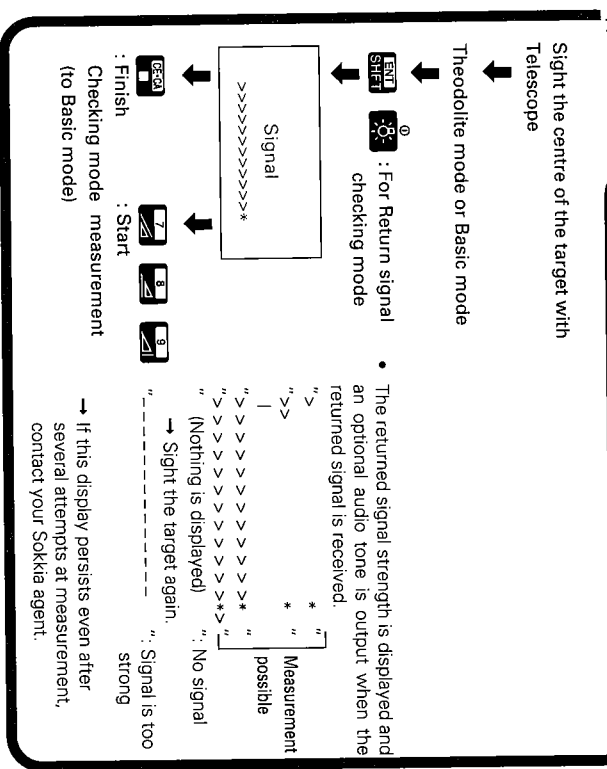 Sight the centre of the target with
Telescope
Theodolite mode or Basic mode
ENT
SHFT
: For Return signal
checking mode
Signal
>>>>>>>>>>>>*
CE·CA
: Finish
Checking mode measurement
(to Basic mode)
: Start
7
8
9
• The returned signal strength is displayed and
an optional audio tone is output when the
returned signal is received.
"> * "
">> * " Measurement
|
"> > > > > > > > > > >* " possible
"> > > > > > > > > > >*>"
" (Nothing is displayed) ": No signal
→ Sight the target again.
"– – – – – – – – – – – – ": Signal is too
strong
→ If this display persists even after
several attempts at measurement,
contact your Sokkia agent.